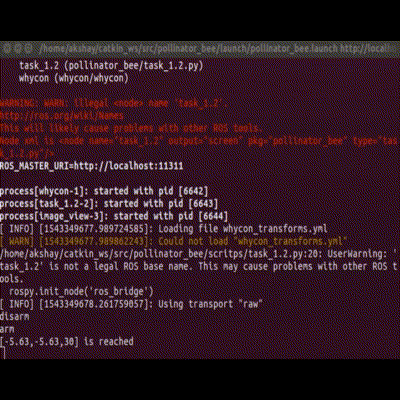 /home/akshay/catkin_ws/src/pollinator_bee/launch/pollinator_bee.launch http://locall
task_1.2 (pollinator_bee/task_1.2.py)
whycon (whycon/whycon)
WARNING: WARN: illegal <node> name 'task_1.2'.
http://ros.org/wiki/Names
This will likely cause problems with other ROS tools.
Node xml is <node name="task_1.2" output="screen" pkg="pollinator_bee" type="tas
k_1.2.py"/>
ROS_MASTER_URI=http://localhost:11311
process[whycon-1]: started with pid [6642]
process[task_1.2-2]: started with pid [6643]
process[image_view-3]: started with pid [6644]
[ INFO] [1543349677.989724585]: Loading file whycon_transforms.yml
[ WARN] [1543349677.989862243]: Could not load "whycon_transforms.yml"
/home/akshay/catkin_ws/src/pollinator_bee/scritps/task_1.2.py:20: UserWarning: '
task_1.2' is not a legal ROS base name. This may cause problems with other ROS t
ools.
rospy.init_node('ros_bridge')
[ INFO] [1543349678.261759057]: Using transport "raw"
disarm
arm
[-5.63,-5.63,30] is reached